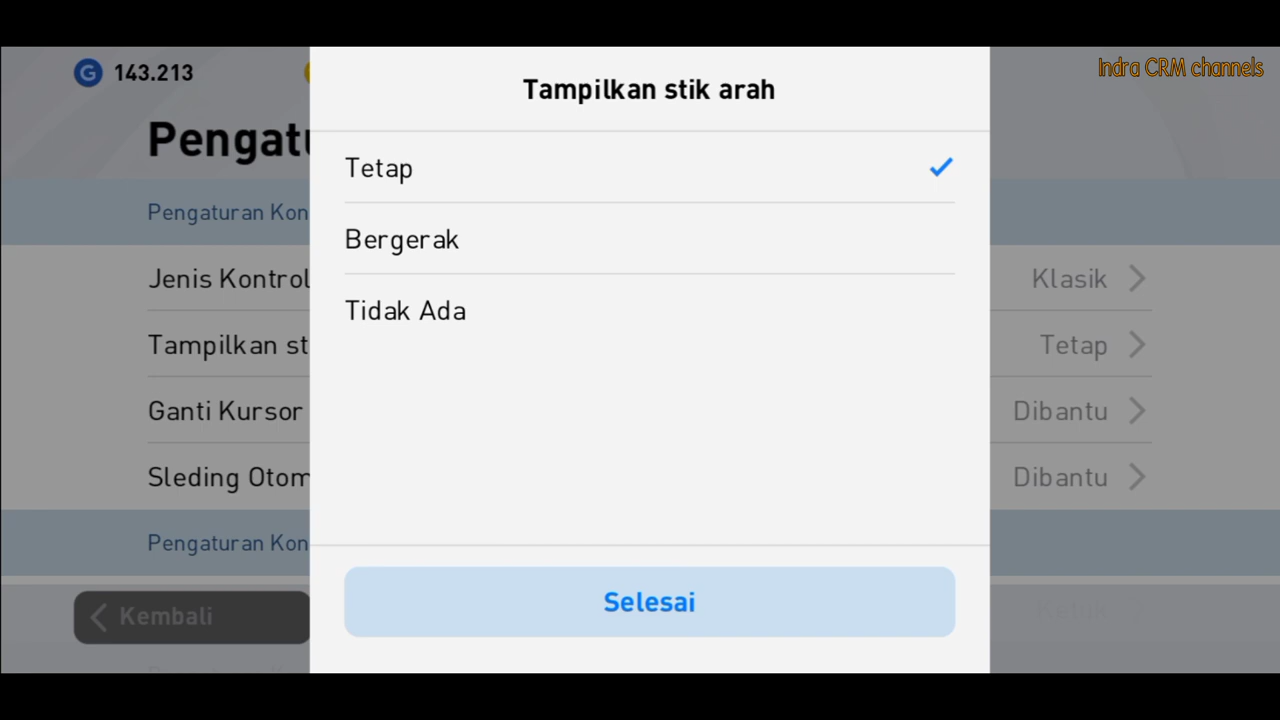 G 143.213
Indra CRM channels
Tampilkan stik arah
Pengatu
Tetap
Pengaturan Kon
Bergerak
Jenis Kontrol
Klasik
Tidak Ada
Tampilkan st
Tetap
Ganti Kursor
Dibantu
Sleding Otom
Dibantu
Pengaturan Kon
Selesai
Kembali
Ketuk